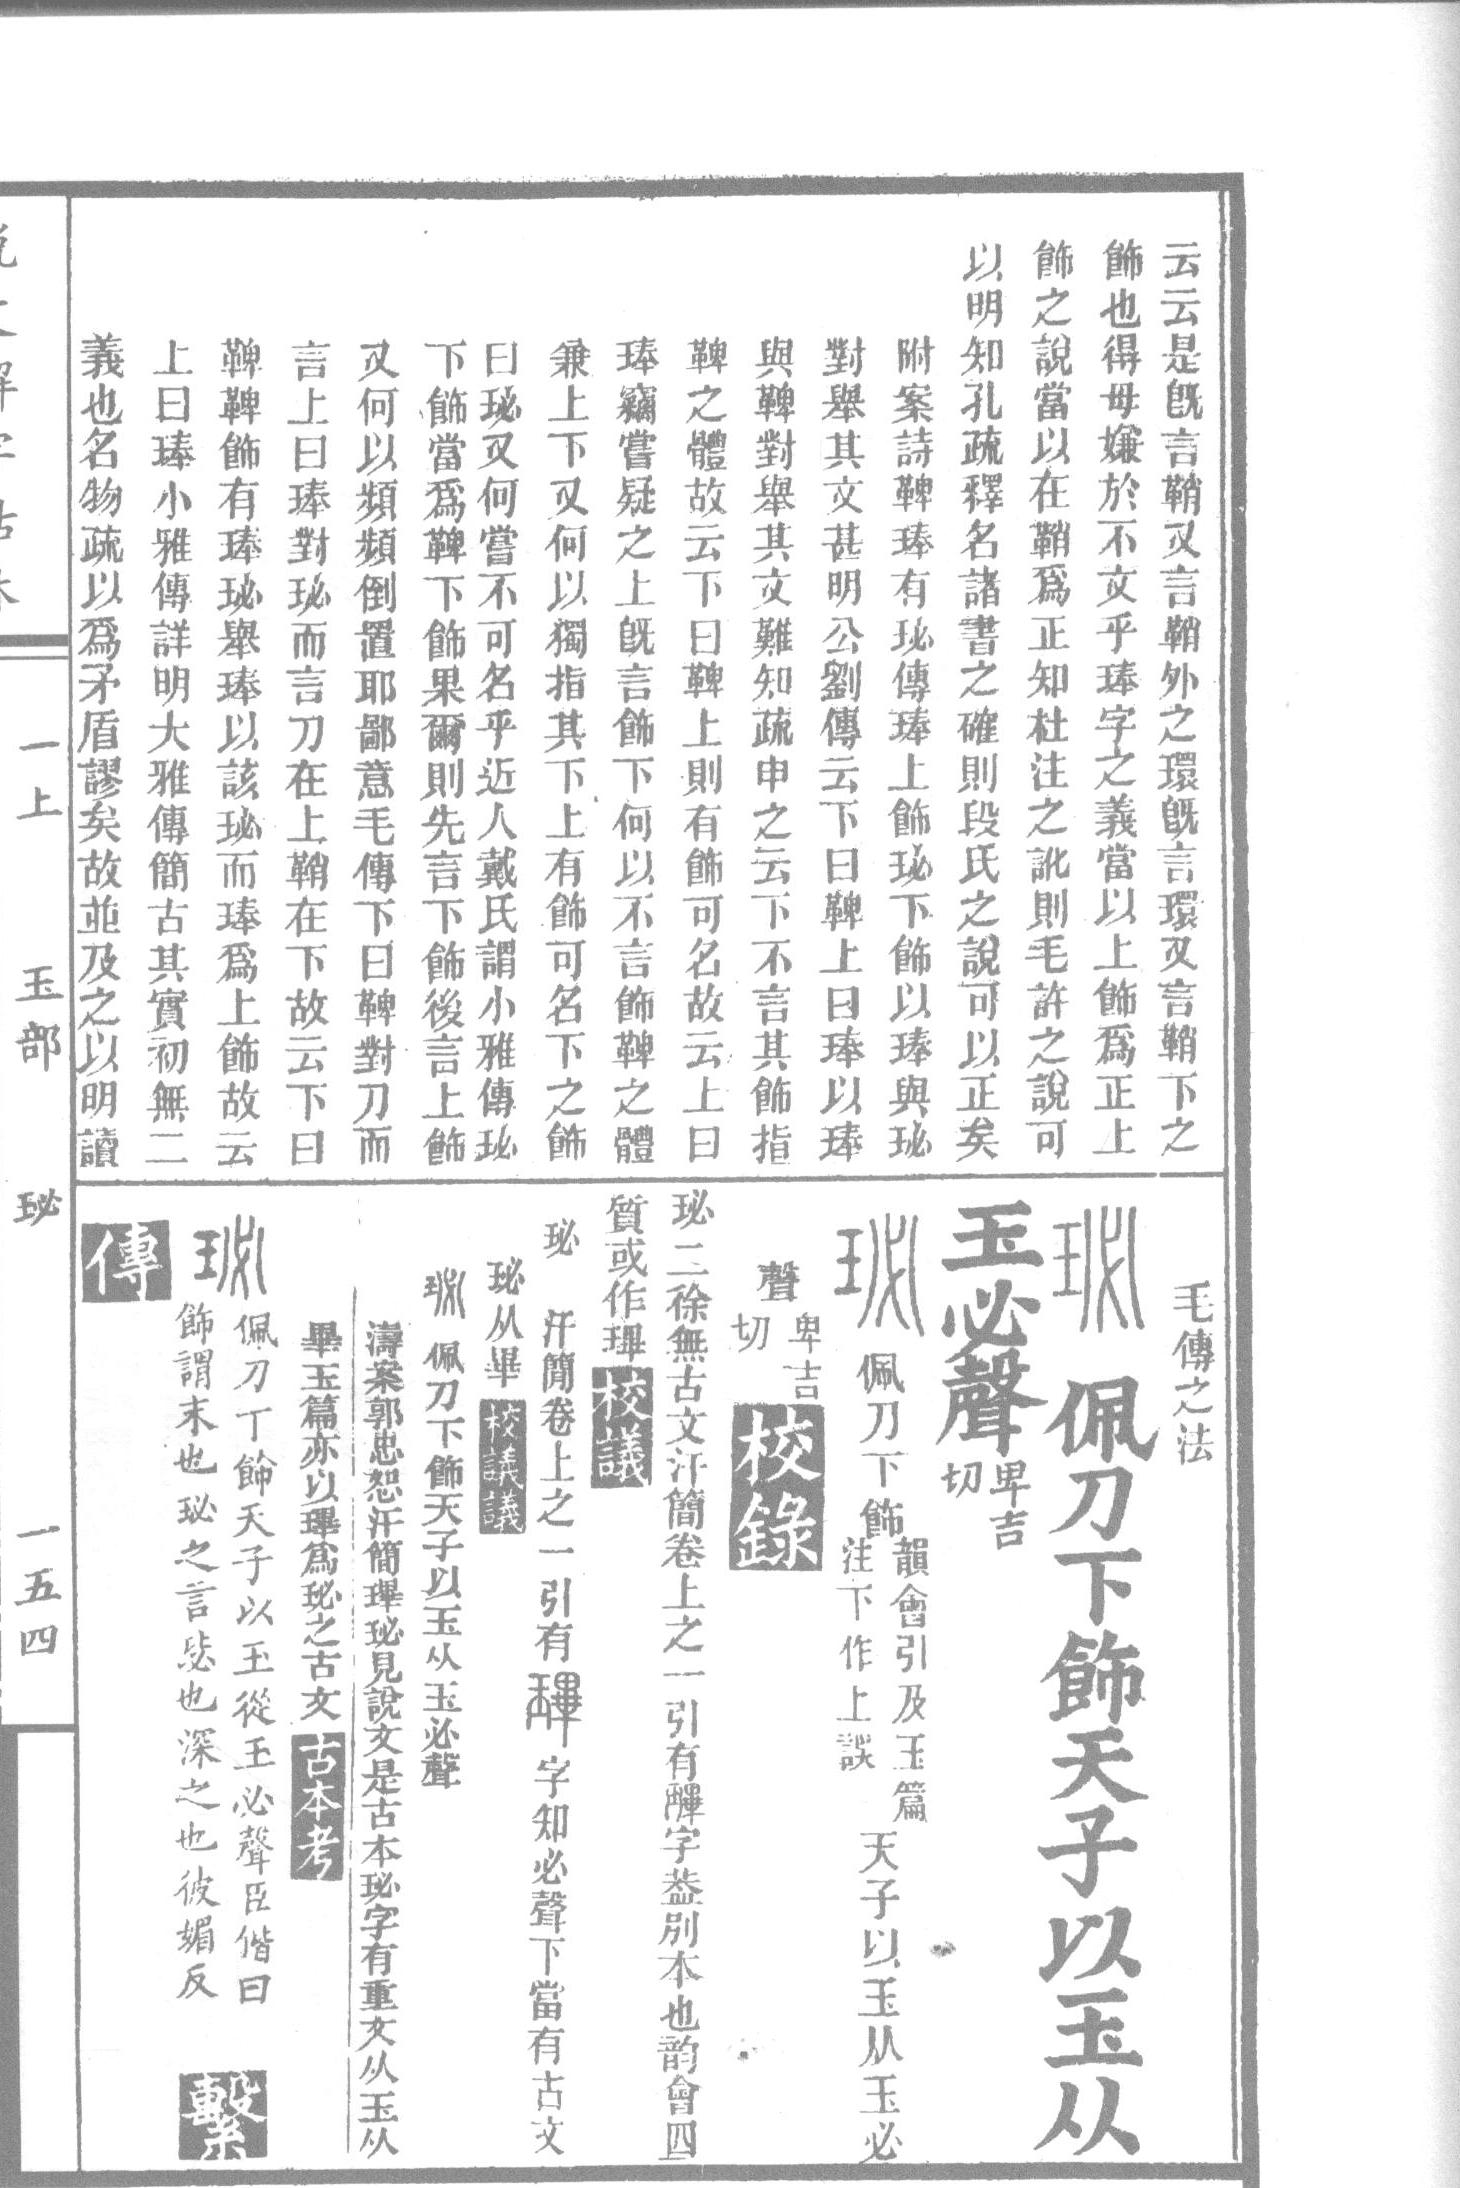 云云是旣言鞘又言鞘外之環旣言環又言鞘下之
飾也得毋嫌於不文乎琫字之義當以上飾爲正上
飾之說當以在鞘爲正知杜注之訛則毛許之說可
以明知孔疏釋名諸書之確則段氏之說可以正矣
附案詩鞞琫有珌傳琫上飾珌下飾以琫與珌
對舉其文甚明公劉傳云下曰鞞上曰琫以琫
與鞞對舉其文難知疏申之云下不言其飾指
鞞之體故云下曰鞞上則有飾可名故云上曰
琫竊嘗疑之上旣言飾下何以不言飾鞞之體
兼上下又何以獨指其下上有飾可名下之飾
曰珌又何嘗不可名乎近人戴氏謂小雅傳珌
下飾當爲鞞下飾果爾則先言下飾後言上飾
又何以頻頻倒置耶鄙意毛傳下曰鞞對刀而
言上曰琫對珌而言刀在上鞘在下故云下曰
鞞鞞飾有琫珌舉琫以該珌而琫爲上飾故云
上曰琫小雅傳詳明大雅傳簡古其實初無二
義也名物疏以爲矛盾謬矣故並及之以明讀
毛傳之法
珌 佩刀下飾天子以玉从
玉必聲卑吉切
珌 佩刀下飾韻會引及玉篇注下作上誤 天子以玉从玉必
聲卑吉切 校錄
珌二徐無古文汗簡卷上之一引有㻫字葢別本也韵會四
質或作㻫校議
珌 汗簡卷上之一引有㻫字知必聲下當有古文
珌从畢 校議議
珌 佩刀下飾天子以玉从玉必聲
濤案郭忠恕汗簡㻫珌見說文是古本珌字有重文从玉从
畢玉篇亦以㻫爲珌之古文 古本考
珌 佩刀下飾天子以玉從玉必聲臣偕曰
飾謂末也珌之言毖也深之也彼媚反 繫
傳
一上 玉部 珌 一五四